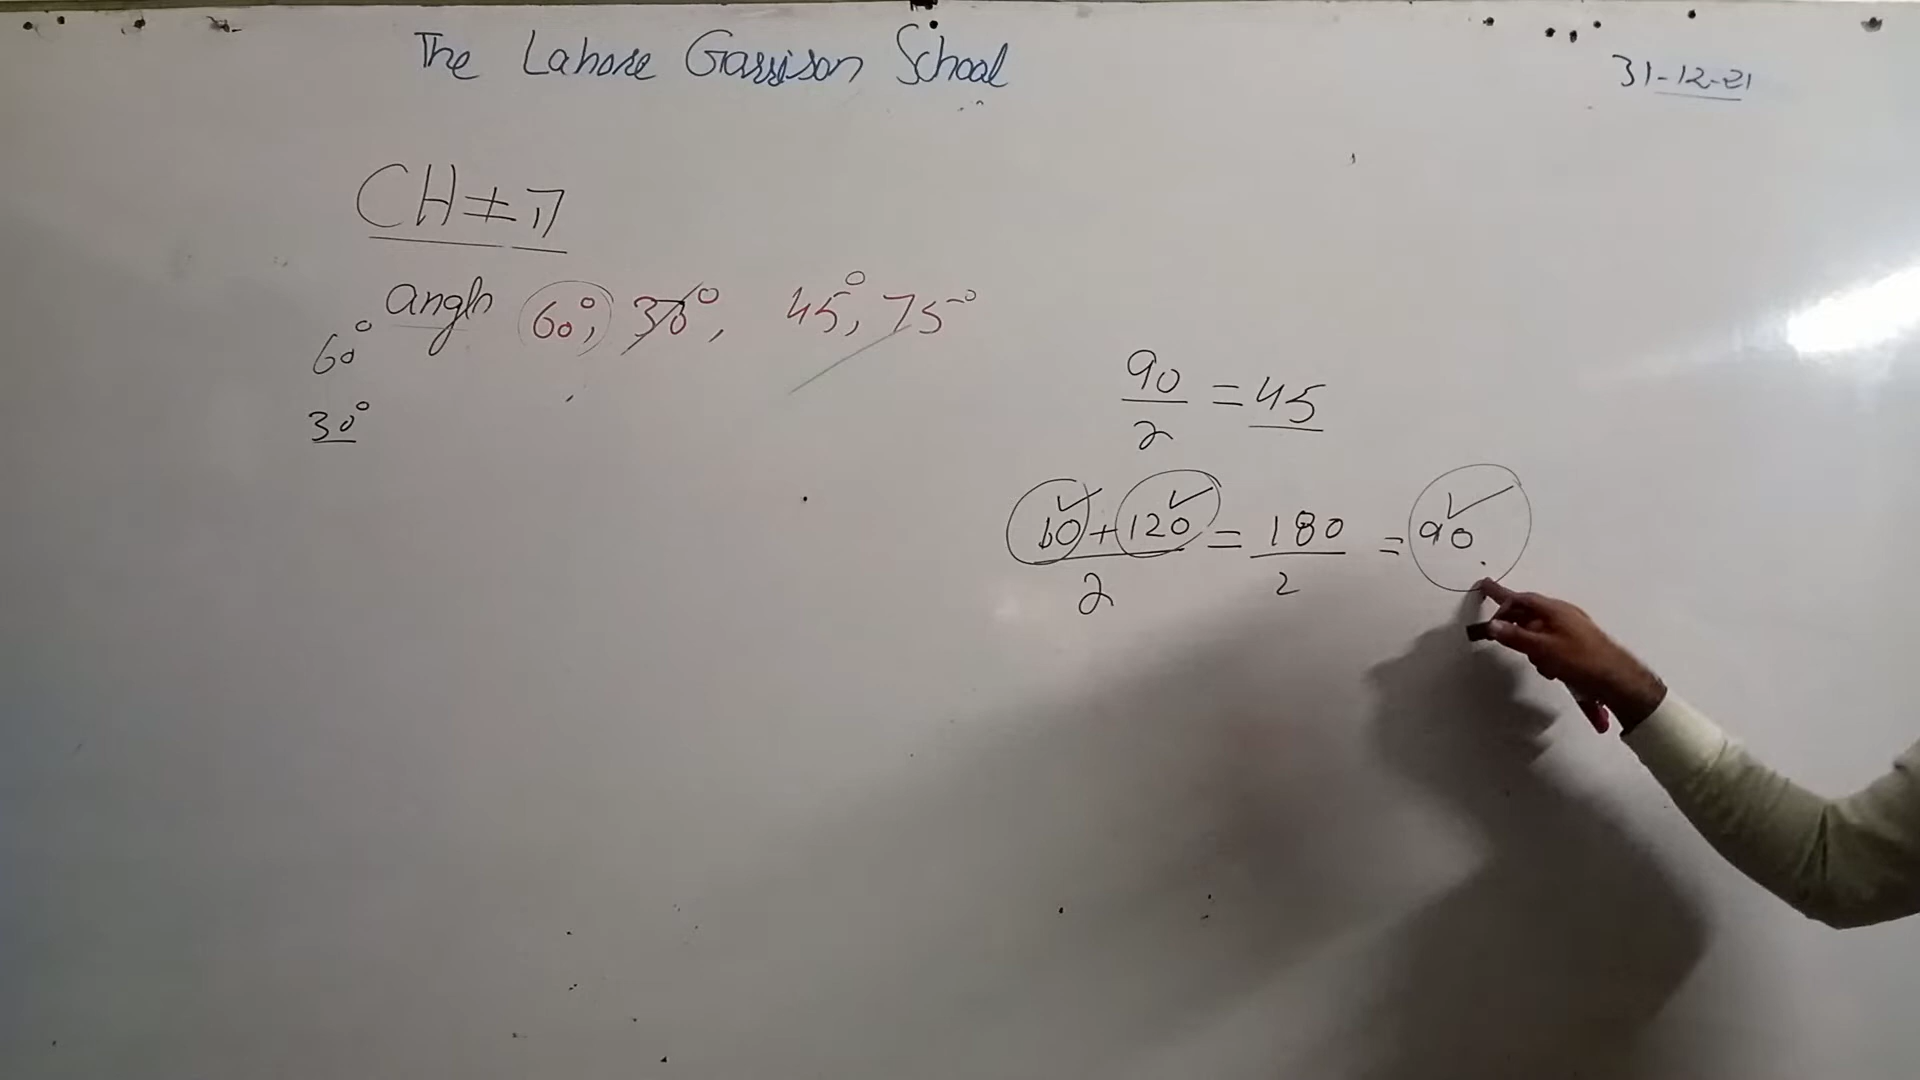 The Lahore Garrison School
31-12-21
CH # 7
angle 60°, 30°, 45°, 75°
60°
30°
90/2 = 45
60+120/2 = 180/2 = 90